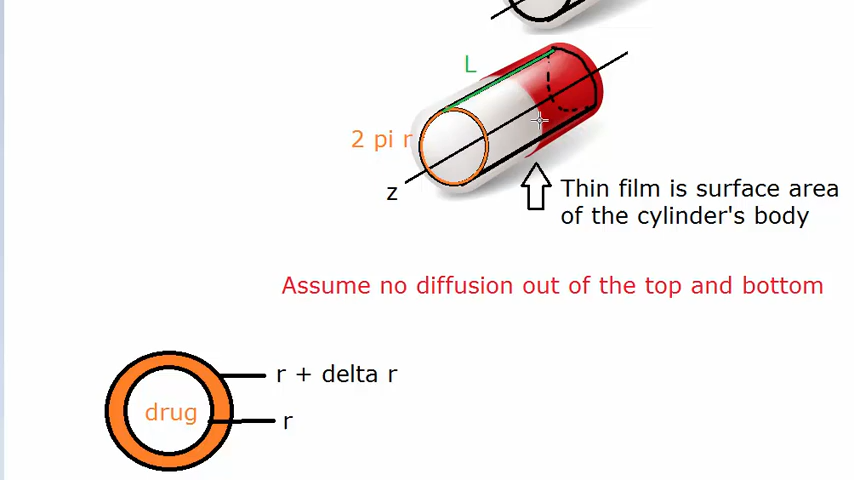 L
2 pi r
z
Thin film is surface area
of the cylinder's body
Assume no diffusion out of the top and bottom
r + delta r
drug
r